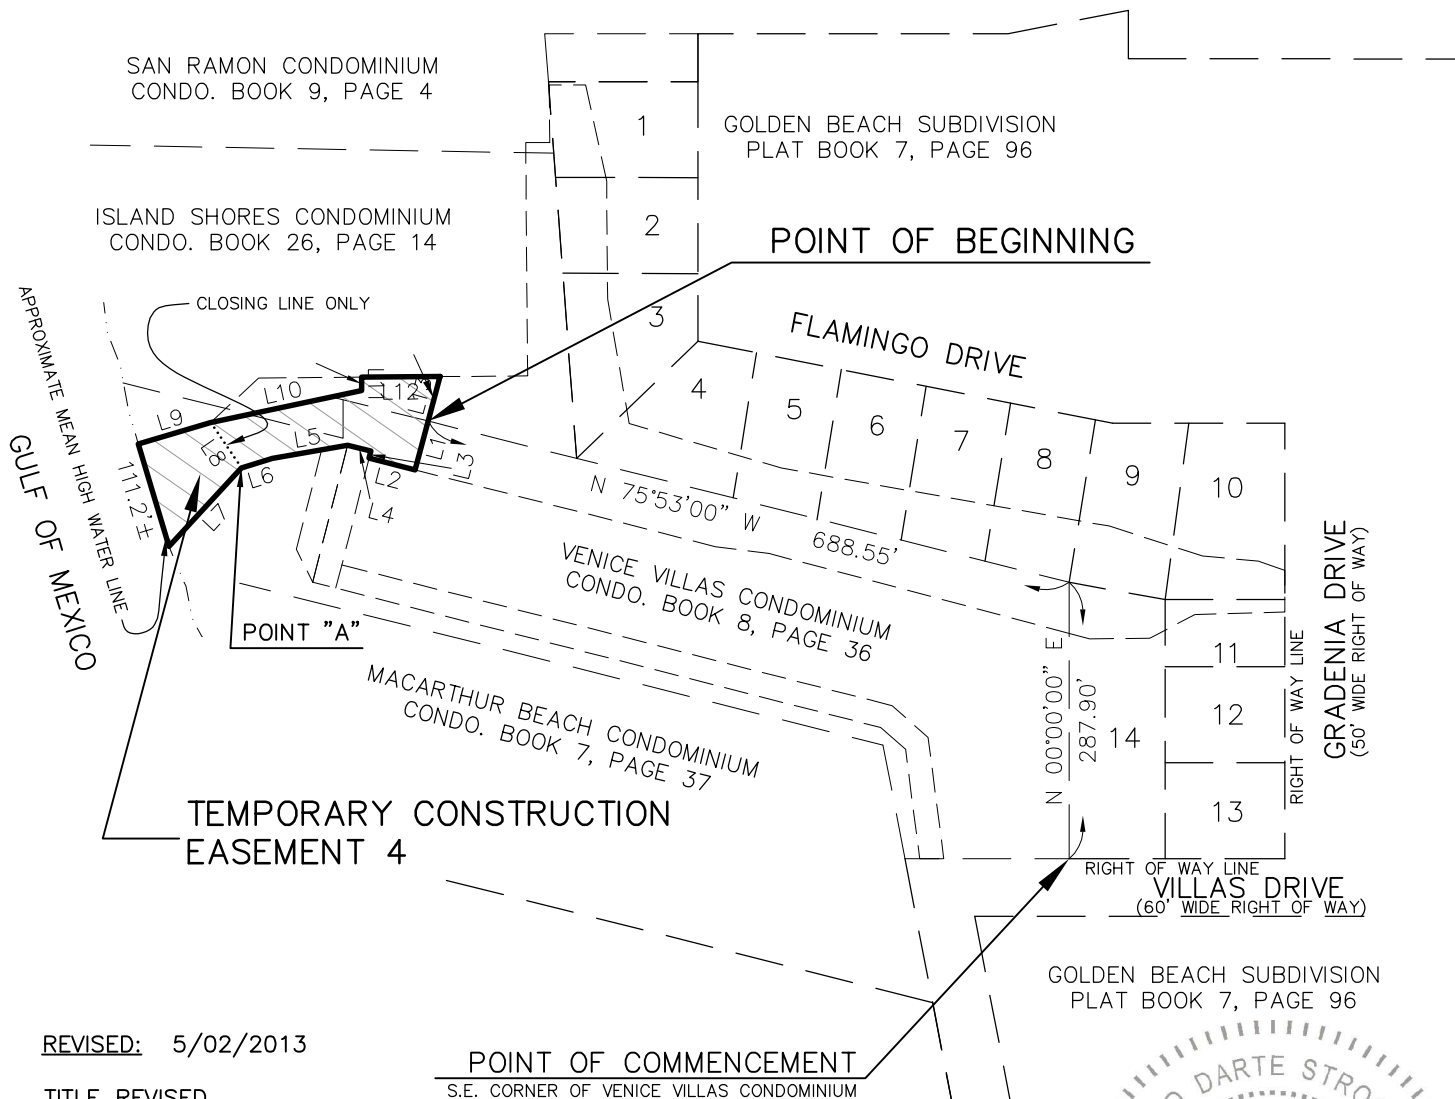 SAN RAMON CONDOMINIUM
CONDO. BOOK 9, PAGE 4
1
GOLDEN BEACH SUBDIVISION
PLAT BOOK 7, PAGE 96
ISLAND SHORES CONDOMINIUM
CONDO. BOOK 26, PAGE 14
2
POINT OF BEGINNING
CLOSING LINE ONLY
3
FLAMINGO DRIVE
APPROXIMATE MEAN HIGH WATER LINE
GULF OF MEXICO
111.2'±
L9
L10
L12
L8
L5
L6
L7
L1
L2
L3
L4
4
5
6
7
8
9
10
N 75°53'00" W
688.55'
VENICE VILLAS CONDOMINIUM
CONDO. BOOK 8, PAGE 36
POINT "A"
MACARTHUR BEACH CONDOMINIUM
CONDO. BOOK 7, PAGE 37
N 00°00'00" E
287.90'
14
11
12
13
RIGHT OF WAY LINE
GRADENIA DRIVE
(50' WIDE RIGHT OF WAY)
TEMPORARY CONSTRUCTION
EASEMENT 4
RIGHT OF WAY LINE
VILLAS DRIVE
(60' WIDE RIGHT OF WAY)
GOLDEN BEACH SUBDIVISION
PLAT BOOK 7, PAGE 96
REVISED: 5/02/2013
TITLE REVISED
POINT OF COMMENCEMENT
S.E. CORNER OF VENICE VILLAS CONDOMINIUM
DARTE